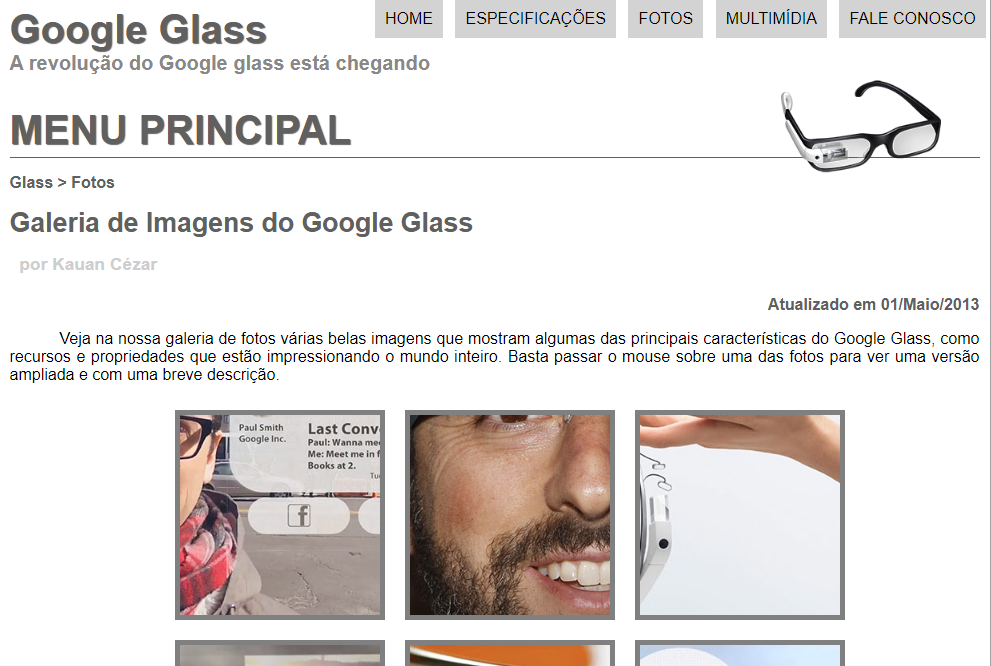 Google Glass
A revolução do Google glass está chegando
HOME
ESPECIFICAÇÕES
FOTOS
MULTIMÍDIA
FALE CONOSCO
MENU PRINCIPAL
Glass > Fotos
Galeria de Imagens do Google Glass
por Kauan Cézar
Atualizado em 01/Maio/2013
Veja na nossa galeria de fotos várias belas imagens que mostram algumas das principais características do Google Glass, como
recursos e propriedades que estão impressionando o mundo inteiro. Basta passar o mouse sobre uma das fotos para ver uma versão
ampliada e com uma breve descrição.
Paul Smith
Google Inc.
Last Conv
Paul: Wanna me
Me: Meet me in f
Books at 2.
Tu
f